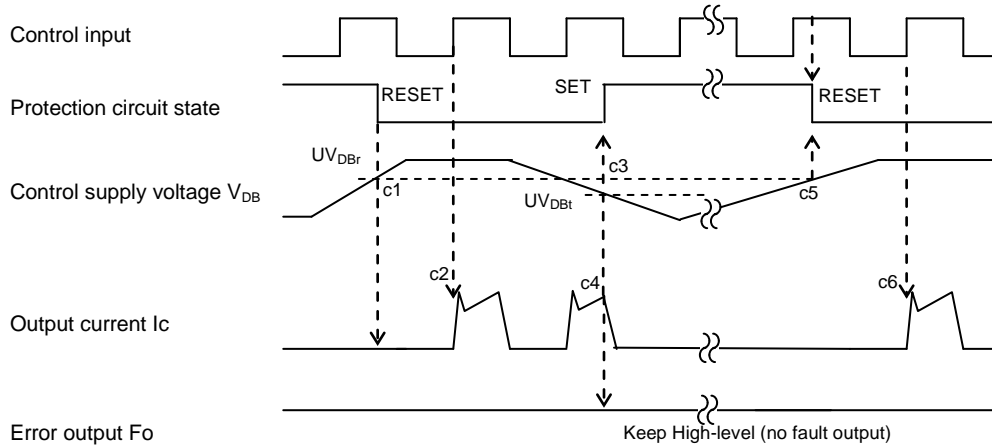 Control input
Protection circuit state
RESET
SET
RESET
UVDBr
c1
c3
c5
Control supply voltage VDB
UVDBt
c2
c4
c6
Output current Ic
Error output Fo
Keep High-level (no fault output)